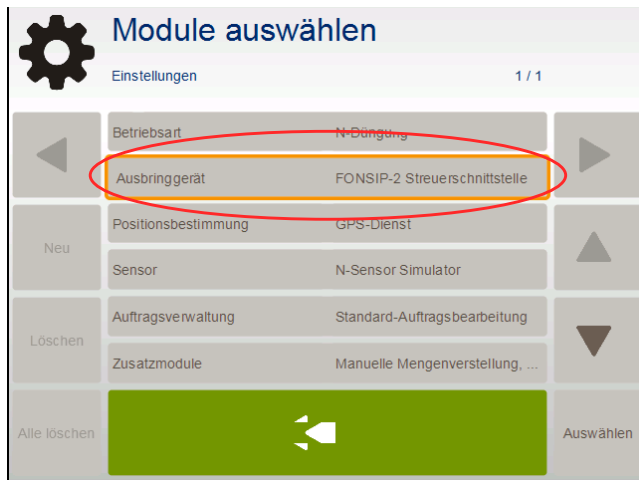 Module auswählen
Einstellungen 1 / 1
Betriebsart N-Düngung
Ausbringgerät FONSIP-2 Streuerschnittstelle
Positionsbestimmung GPS-Dienst
Neu
Sensor N-Sensor Simulator
Auftragsverwaltung Standard-Auftragsbearbeitung
Löschen
Zusatzmodule Manuelle Mengenverstellung, ...
Alle löschen Auswählen